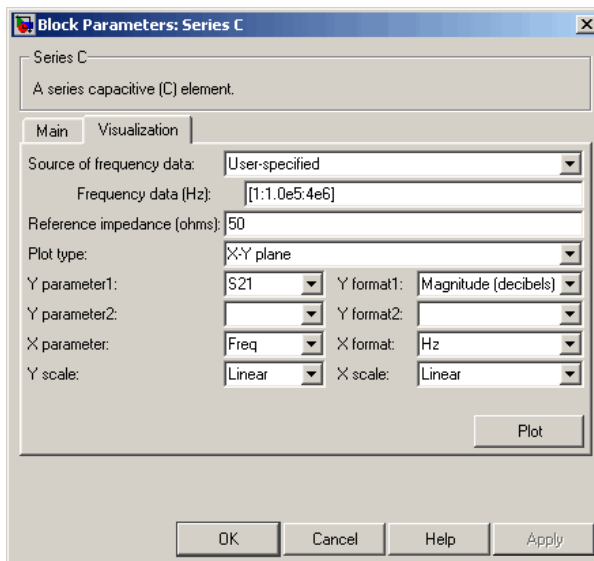 Block Parameters: Series C
Series C
A series capacitive (C) element.
Main Visualization
Source of frequency data: User-specified
Frequency data (Hz): [1:1.0e5:4e6]
Reference impedance (ohms): 50
Plot type: X-Y plane
Y parameter1: S21 Y format1: Magnitude (decibels)
Y parameter2: Y format2:
X parameter: Freq X format: Hz
Y scale: Linear X scale: Linear
Plot
OK Cancel Help Apply